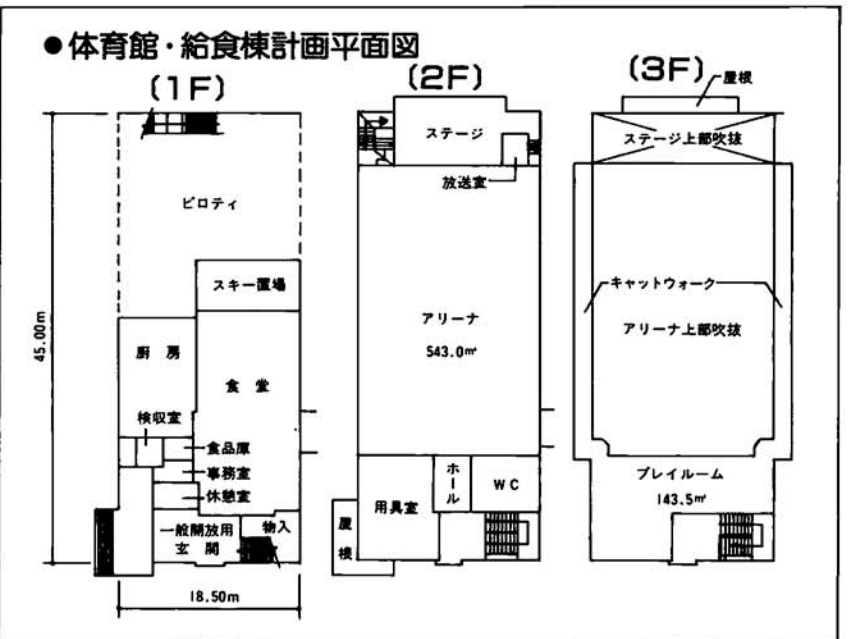 ●体育館・給食棟計画平面図
(1F)
ピロティ
スキー置場
厨房
食堂
検収室
食品庫
事務室
休憩室
一般開放用
玄関
物入
45.00m
18.50m
(2F)
ステージ
放送室
アリーナ
543.0㎡
ホール
WC
用具室
屋根
(3F)
屋根
ステージ上部吹抜
キャットウォーク
アリーナ上部吹抜
プレイルーム
143.5㎡